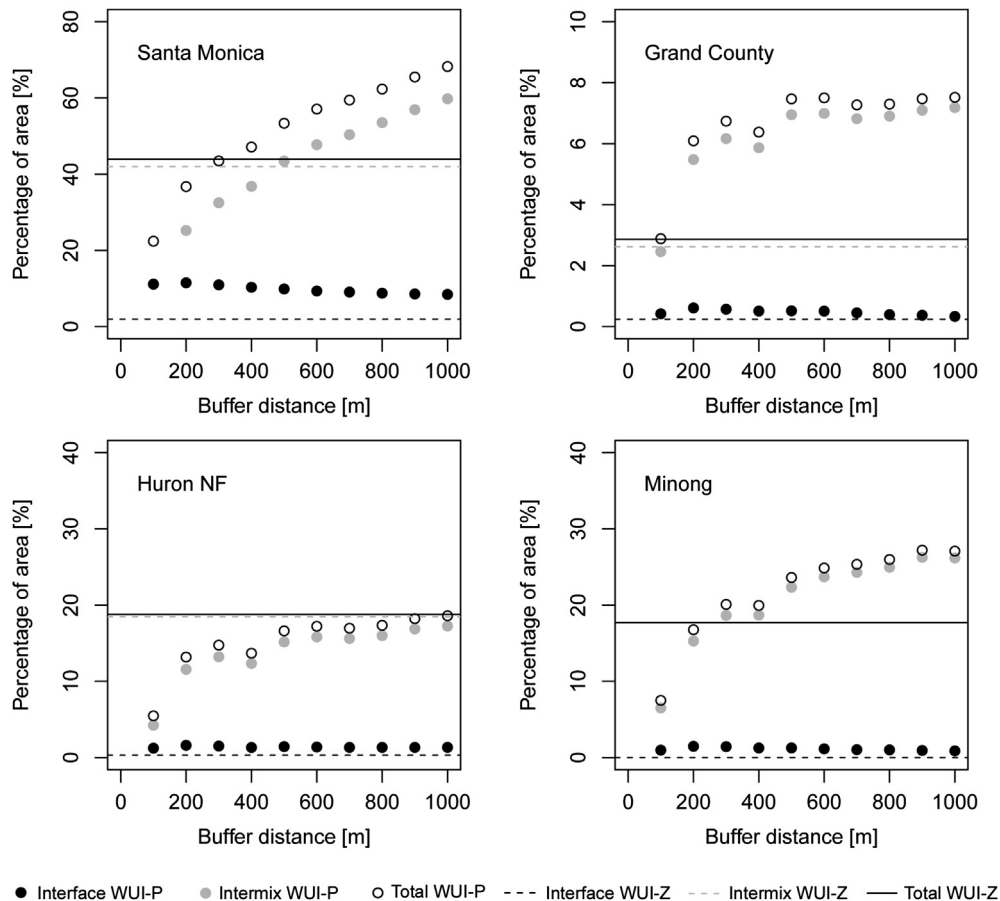 Santa Monica
Percentage of area [%]
0 20 40 60 80
0 200 400 600 800 1000
Buffer distance [m]
Grand County
Percentage of area [%]
0 2 4 6 8 10
0 200 400 600 800 1000
Buffer distance [m]
Huron NF
Percentage of area [%]
0 10 20 30 40
0 200 400 600 800 1000
Buffer distance [m]
Minong
Percentage of area [%]
0 10 20 30 40
0 200 400 600 800 1000
Buffer distance [m]
Interface WUI-P Intermix WUI-P Total WUI-P Interface WUI-Z Intermix WUI-Z Total WUI-Z